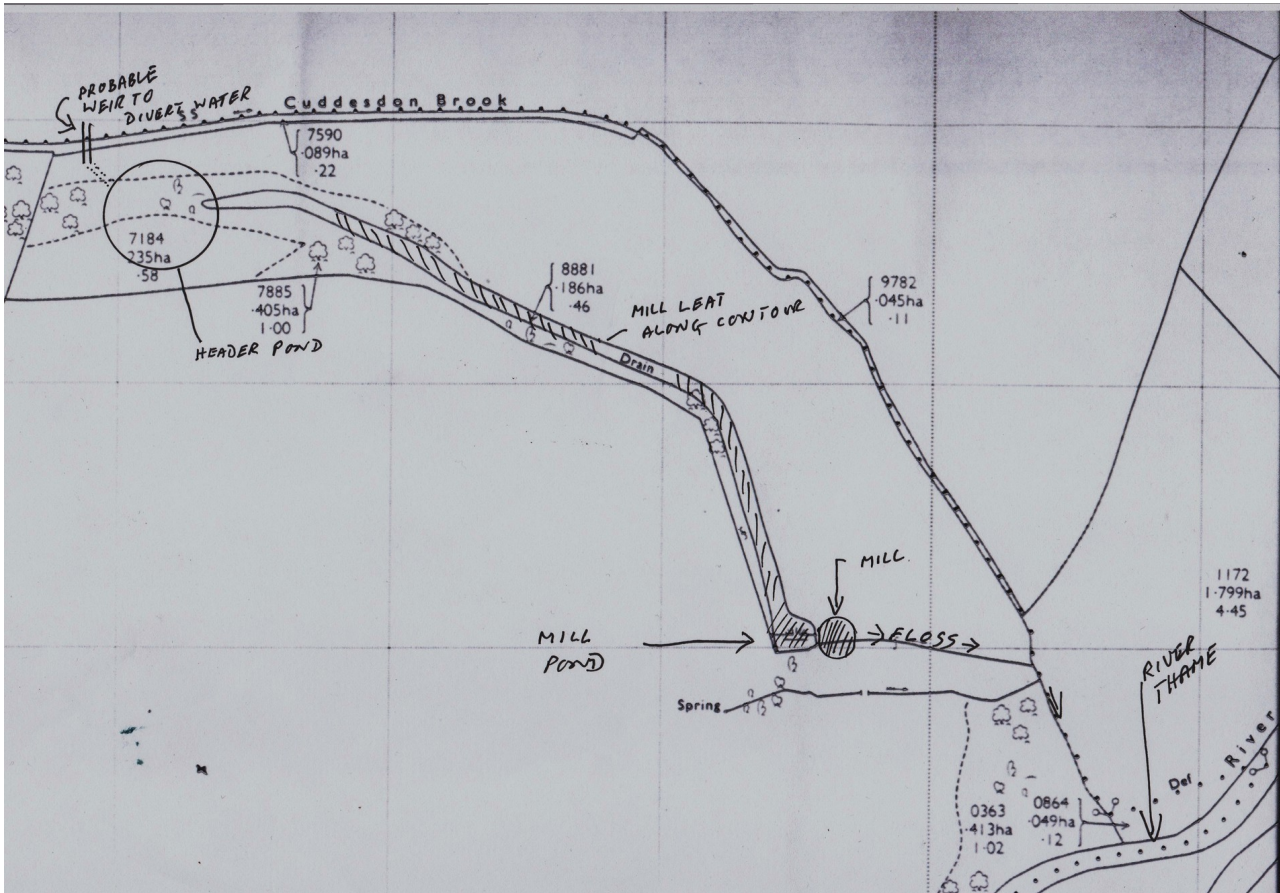 PROBABLE
WEIR TO
DIVERT WATER
SS
Cuddesdon Brook
7590
·089ha
·22
7184
235ha
·58
7885
·405ha
1·00
HEADER POND
8881
·186ha
·46
MILL LEAT
ALONG CONTOUR
Drain
9782
·045ha
·11
MILL
MILL
POND
FLOSS
Spring
1172
1·799ha
4·45
RIVER
THAME
River
Def
0363
·413ha
1·02
0864
·049ha
·12